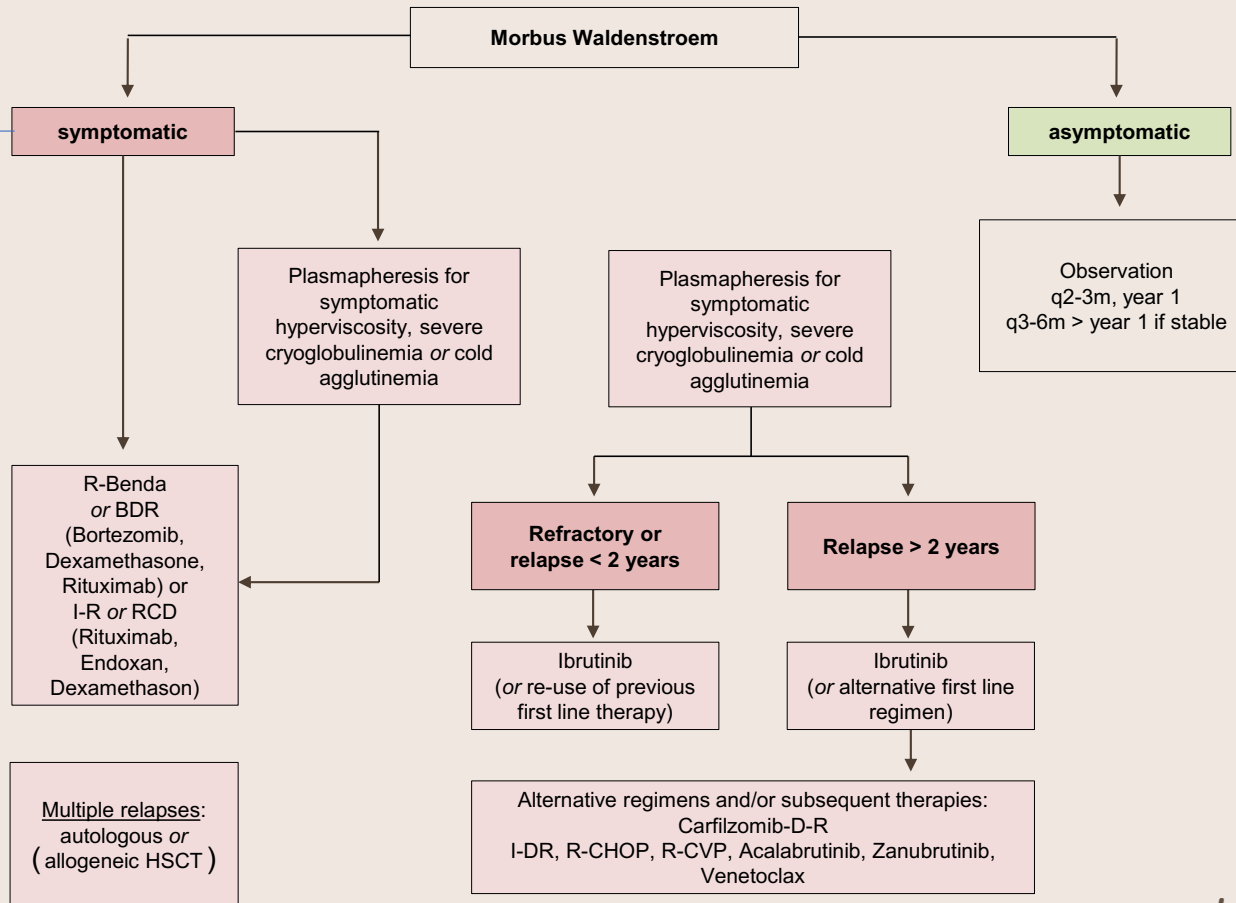 Morbus Waldenstroem
symptomatic
asymptomatic
Plasmapheresis for
symptomatic
hyperviscosity, severe
cryoglobulinemia or cold
agglutinemia
Plasmapheresis for
symptomatic
hyperviscosity, severe
cryoglobulinemia or cold
agglutinemia
Observation
q2-3m, year 1
q3-6m > year 1 if stable
R-Benda
or BDR
(Bortezomib,
Dexamethasone,
Rituximab) or
I-R or RCD
(Rituximab,
Endoxan,
Dexamethason)
Refractory or
relapse < 2 years
Relapse > 2 years
Ibrutinib
(or re-use of previous
first line therapy)
Ibrutinib
(or alternative first line
regimen)
Multiple relapses:
autologous or
( allogeneic HSCT )
Alternative regimens and/or subsequent therapies:
Carfilzomib-D-R
I-DR, R-CHOP, R-CVP, Acalabrutinib, Zanubrutinib,
Venetoclax